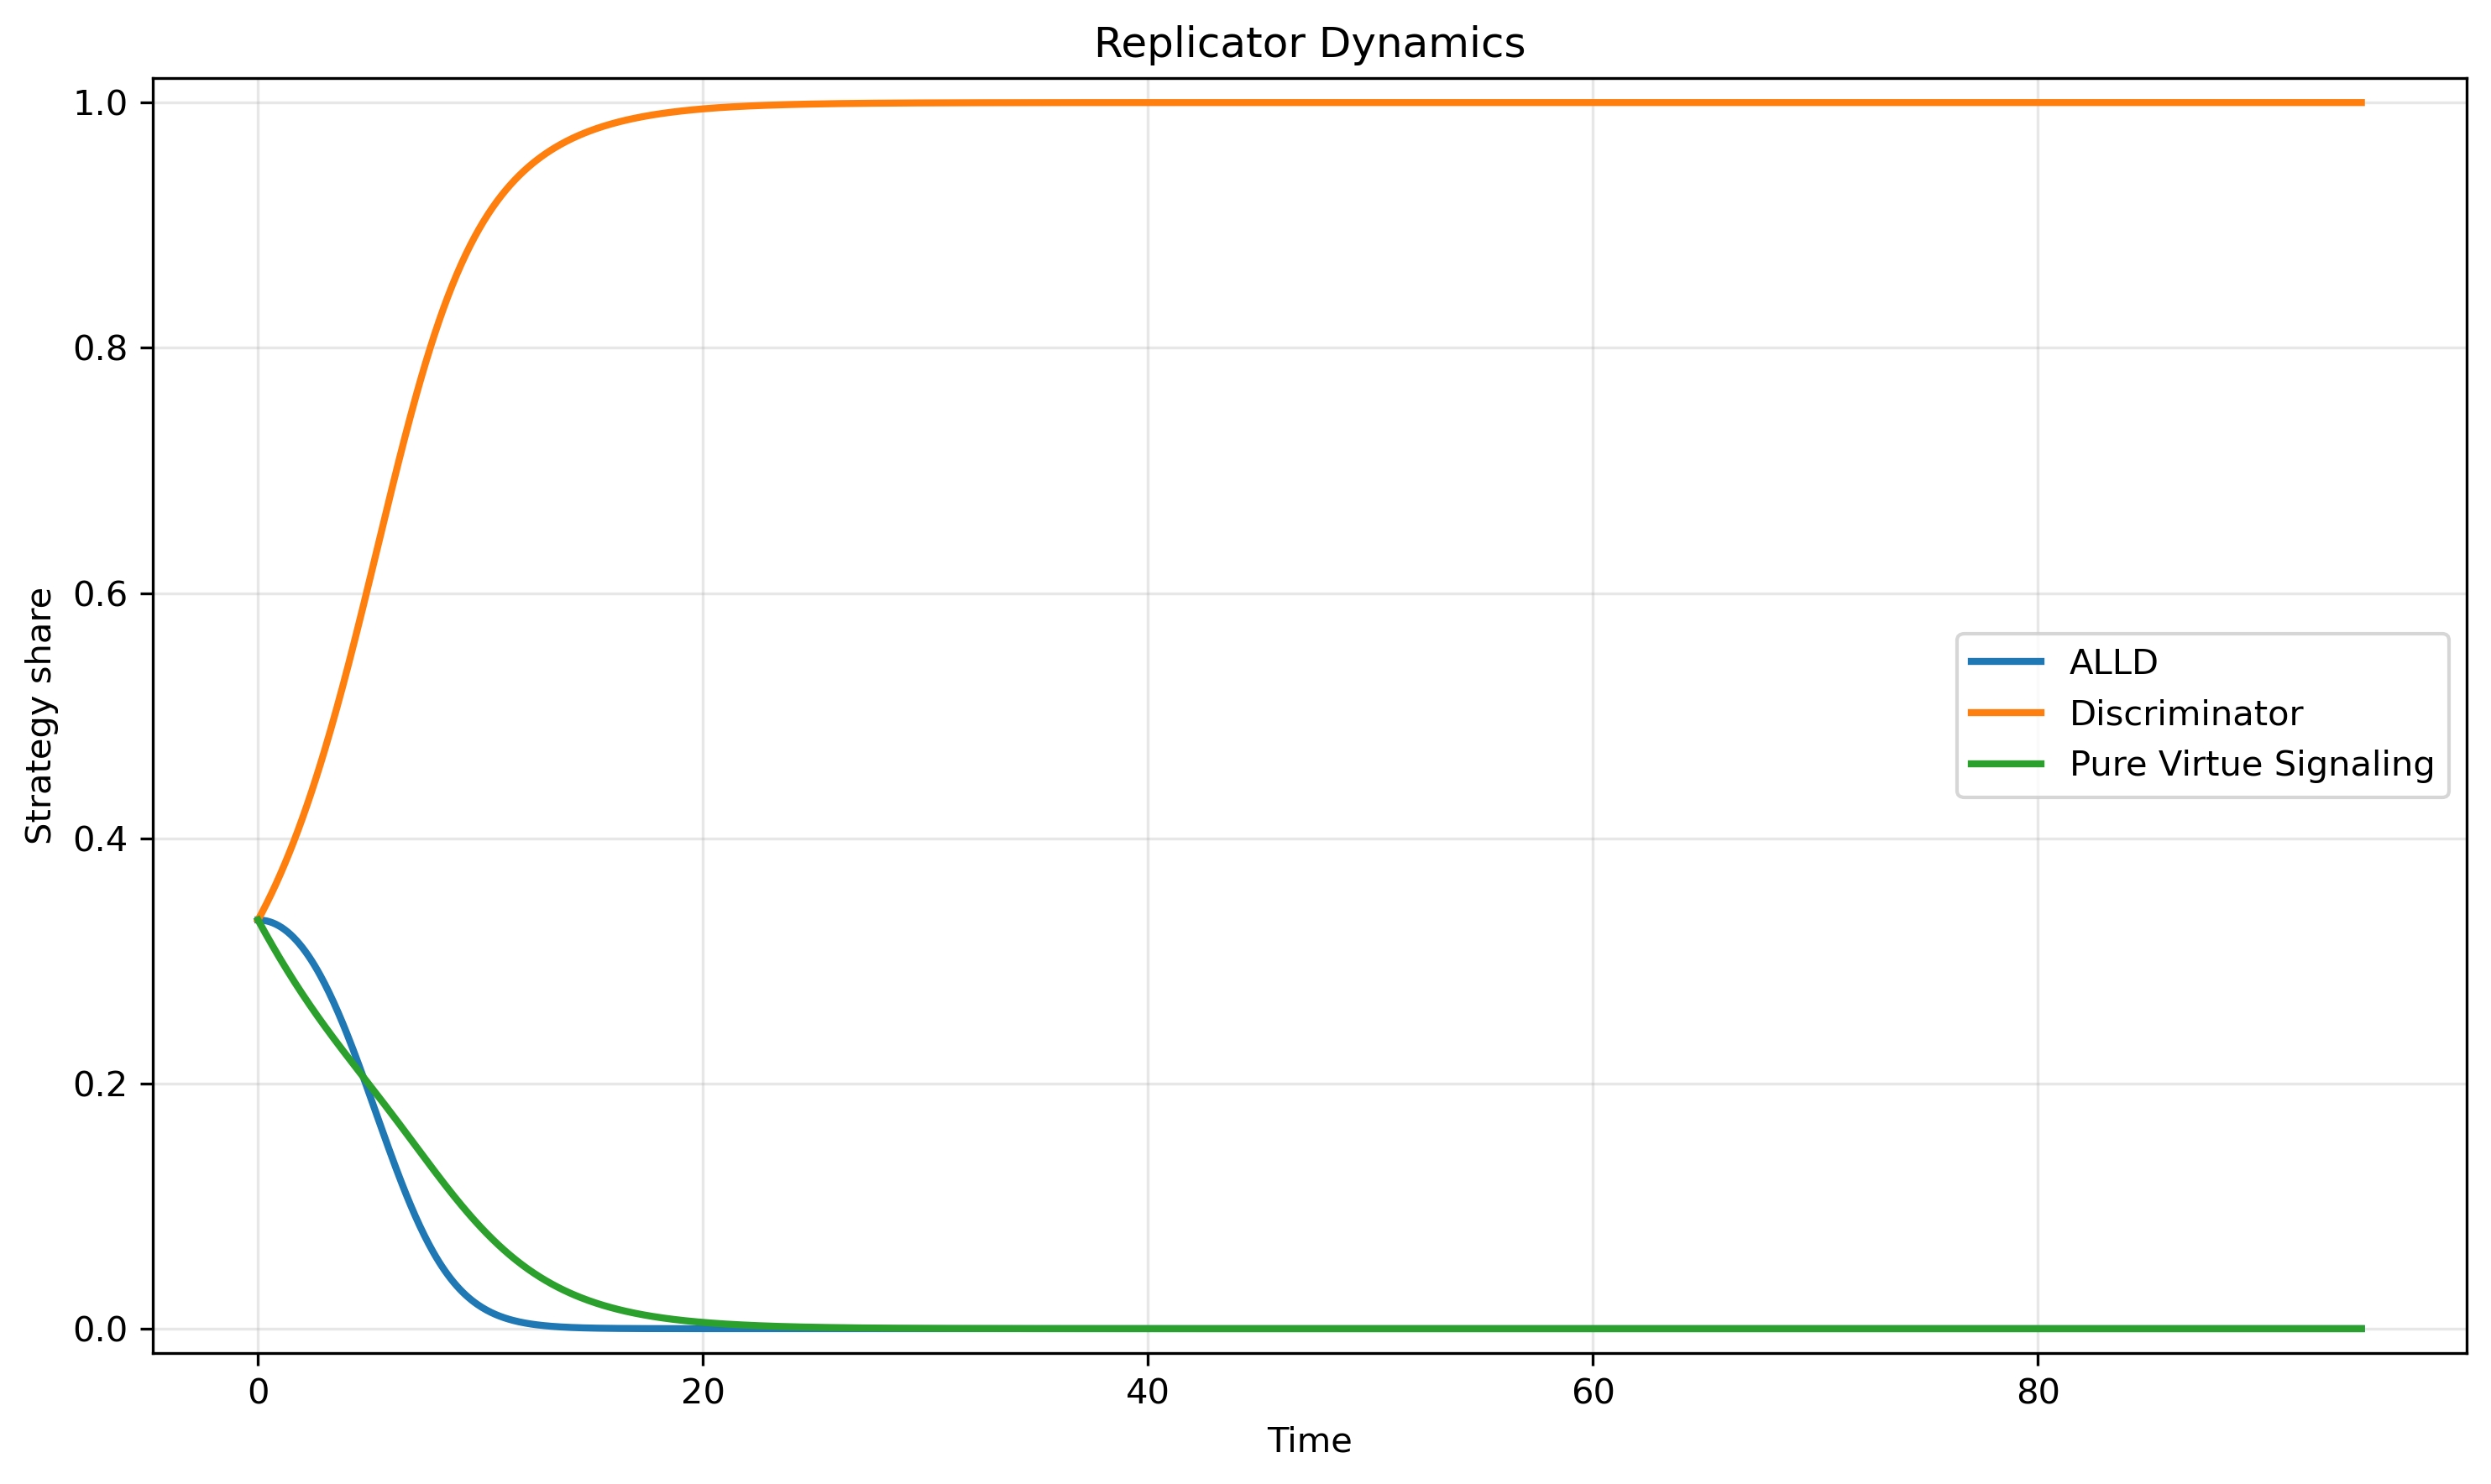 Replicator Dynamics
Strategy share
1.0
0.8
0.6
0.4
0.2
0.0
ALLD
Discriminator
Pure Virtue Signaling
0 20 40 60 80
Time